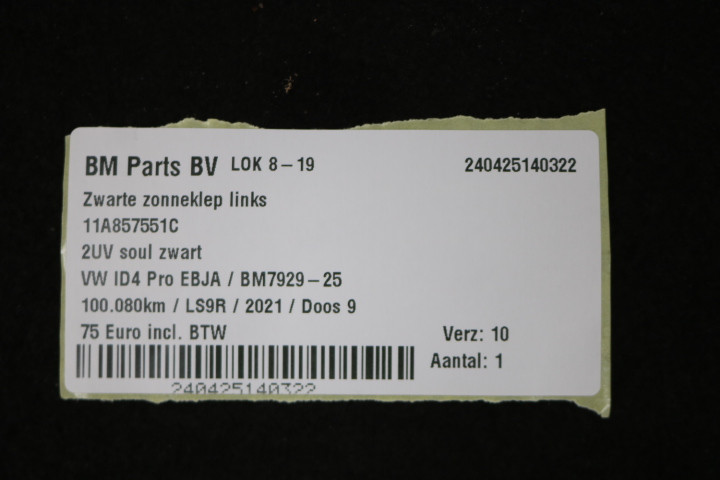 BM Parts BV LOK 8-19 240425140322
Zwarte zonneklep links
11A857551C
2UV soul zwart
VW ID4 Pro EBJA / BM7929-25
100.080km / LS9R / 2021 / Doos 9
75 Euro incl. BTW Verz: 10
Aantal: 1
240425140322